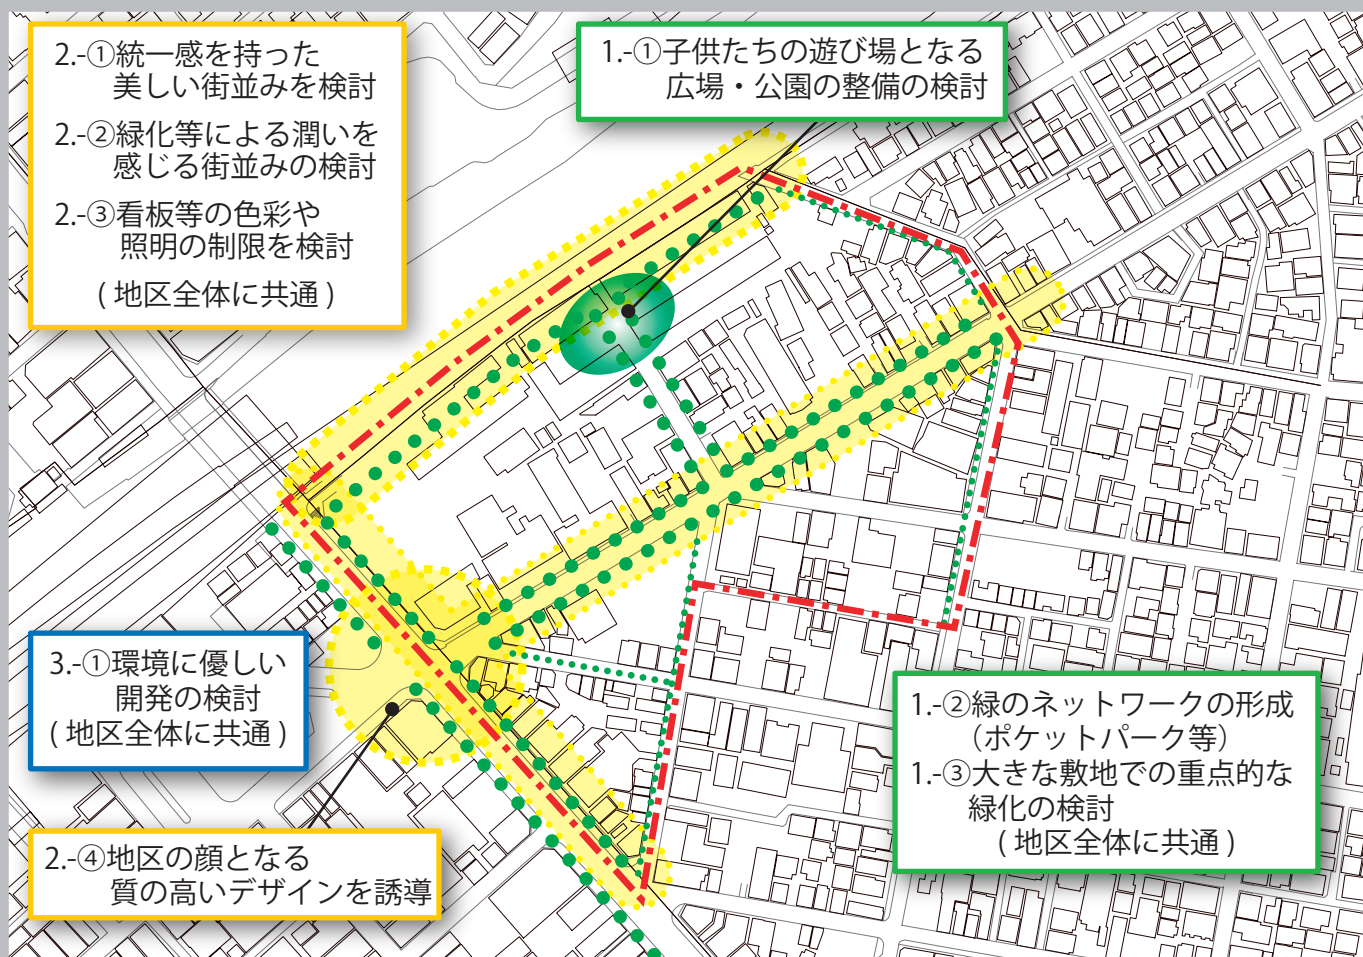 2.-①統一感を持った
美しい街並みを検討
2.-②緑化等による潤いを
感じる街並みの検討
2.-③看板等の色彩や
照明の制限を検討
( 地区全体に共通 )
1.-①子供たちの遊び場となる
広場・公園の整備の検討
3.-①環境に優しい
開発の検討
( 地区全体に共通 )
2.-④地区の顔となる
質の高いデザインを誘導
1.-②緑のネットワークの形成
（ポケットパーク等）
1.-③大きな敷地での重点的な
緑化の検討
( 地区全体に共通 )